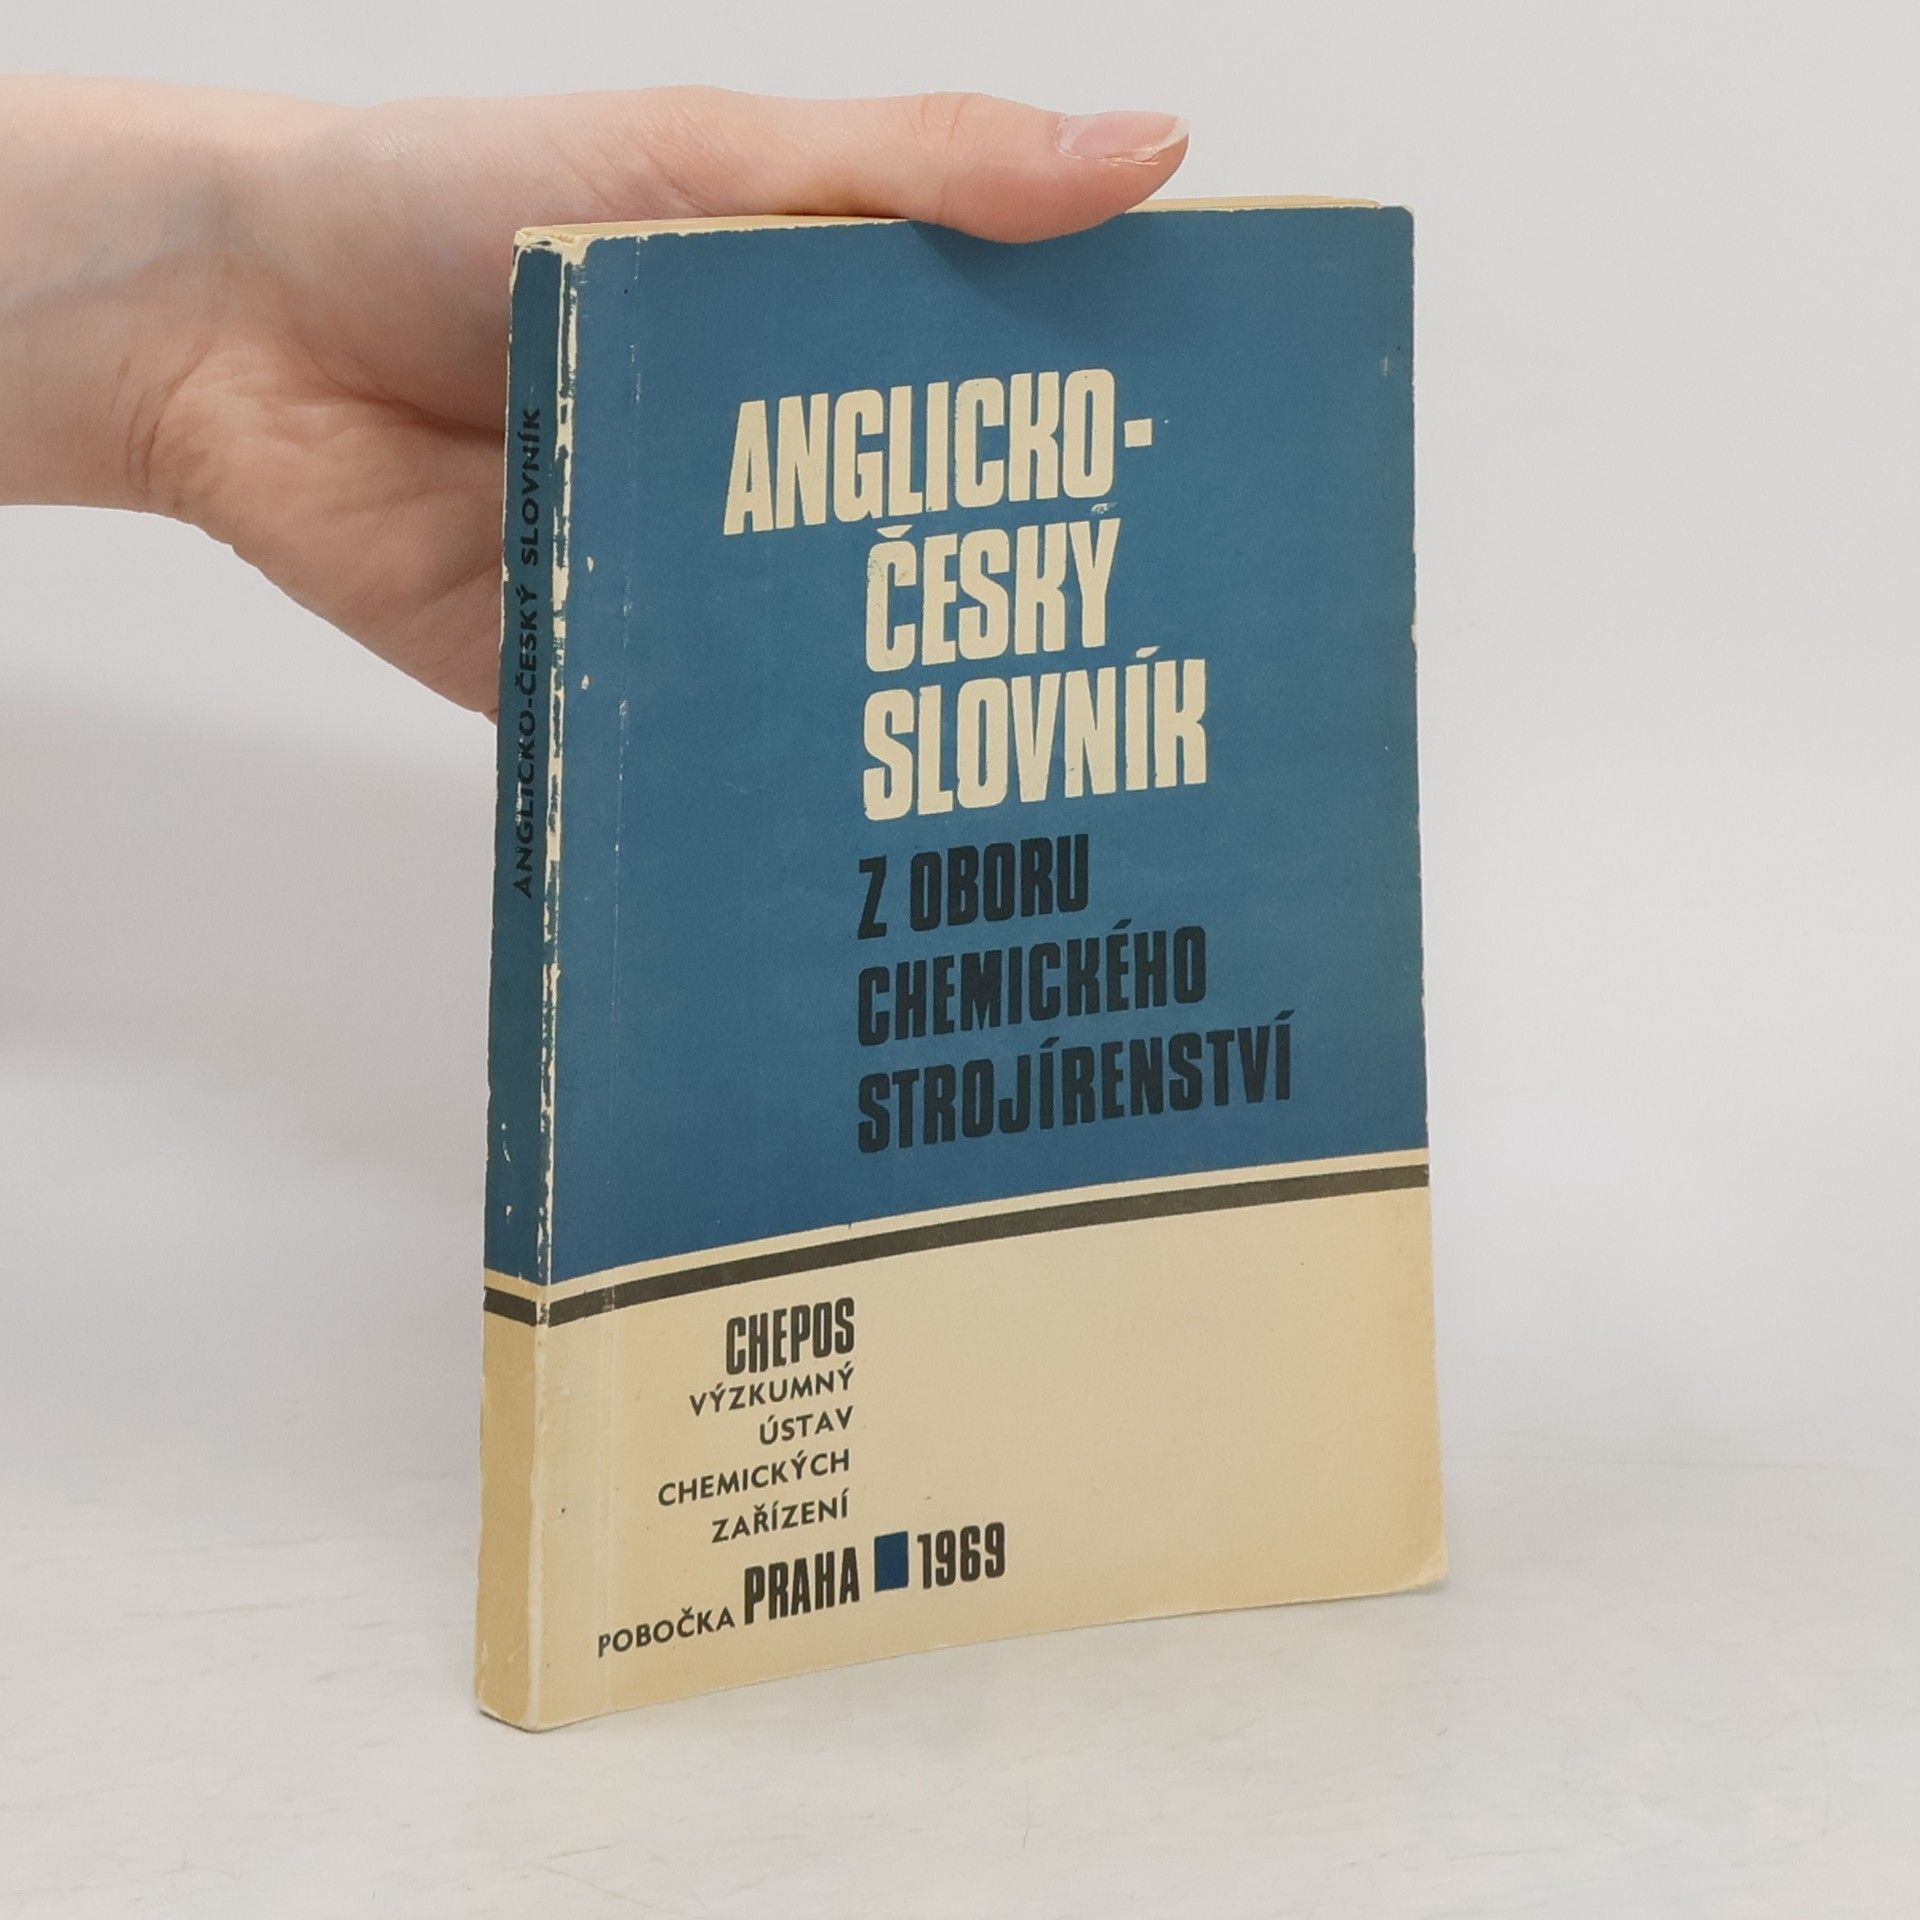 ANGLICKO-ČESKÝ SLOVNÍK
ANGLICKO-
ČESKÝ
SLOVNÍK
Z OBORU
CHEMICKÉHO
STROJÍRENSTVÍ
CHEPOS
VÝZKUMNÝ
ÚSTAV
CHEMICKÝCH
ZAŘÍZENÍ
POBOČKA PRAHA 1969